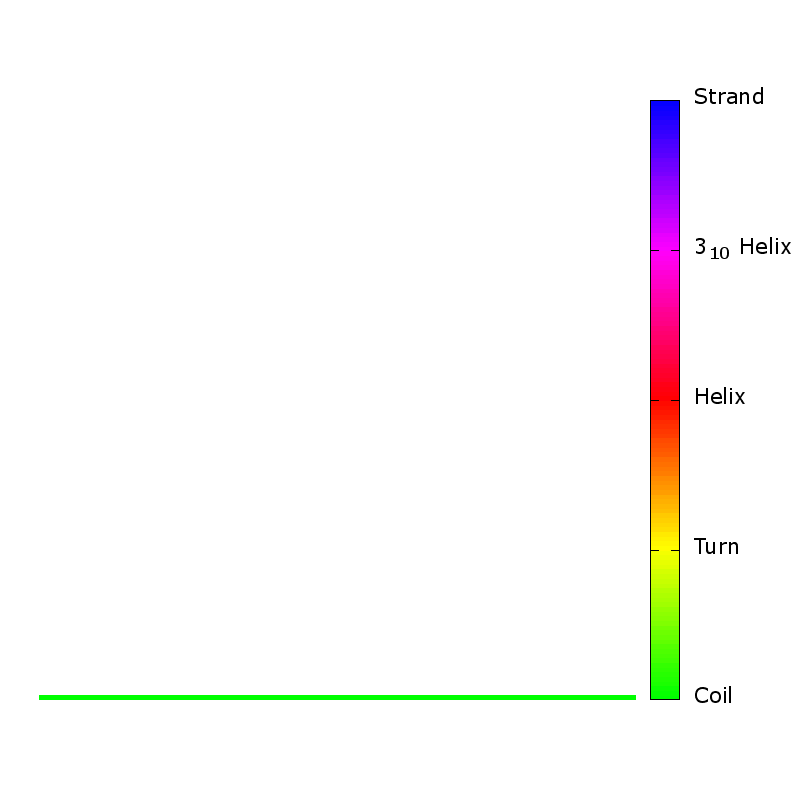 Strand
3₁₀ Helix
Helix
Turn
Coil